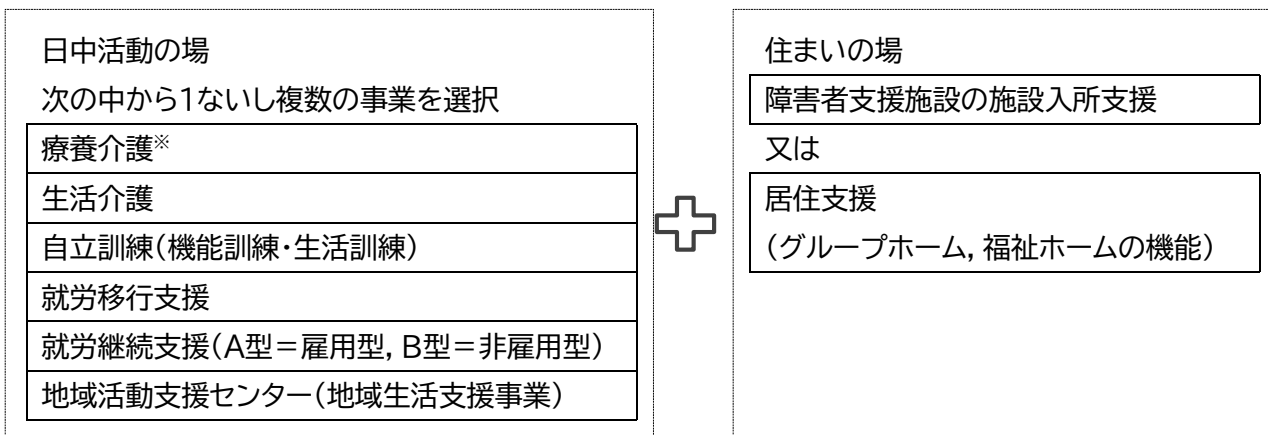 日中活動の場
次の中から1ないし複数の事業を選択
療養介護※
生活介護
自立訓練(機能訓練・生活訓練)
就労移行支援
就労継続支援(A型=雇用型, B型=非雇用型)
地域活動支援センター(地域生活支援事業)
住まいの場
障害者支援施設の施設入所支援
又は
居住支援
(グループホーム, 福祉ホームの機能)